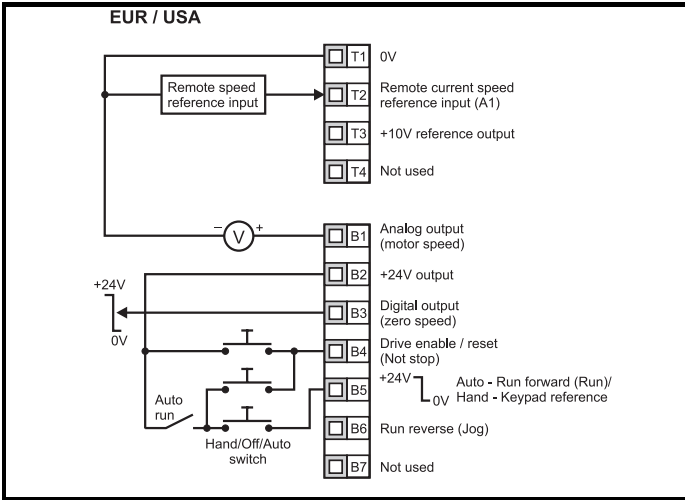 EUR / USA
T1 0V
Remote speed
reference input
T2 Remote current speed
reference input (A1)
T3 +10V reference output
T4 Not used
– V +
B1 Analog output
(motor speed)
B2 +24V output
+24V
0V
B3 Digital output
(zero speed)
B4 Drive enable / reset
(Not stop)
B5 +24V 0V
Auto - Run forward (Run)/
Hand - Keypad reference
Auto
run
Hand/Off/Auto
switch
B6 Run reverse (Jog)
B7 Not used